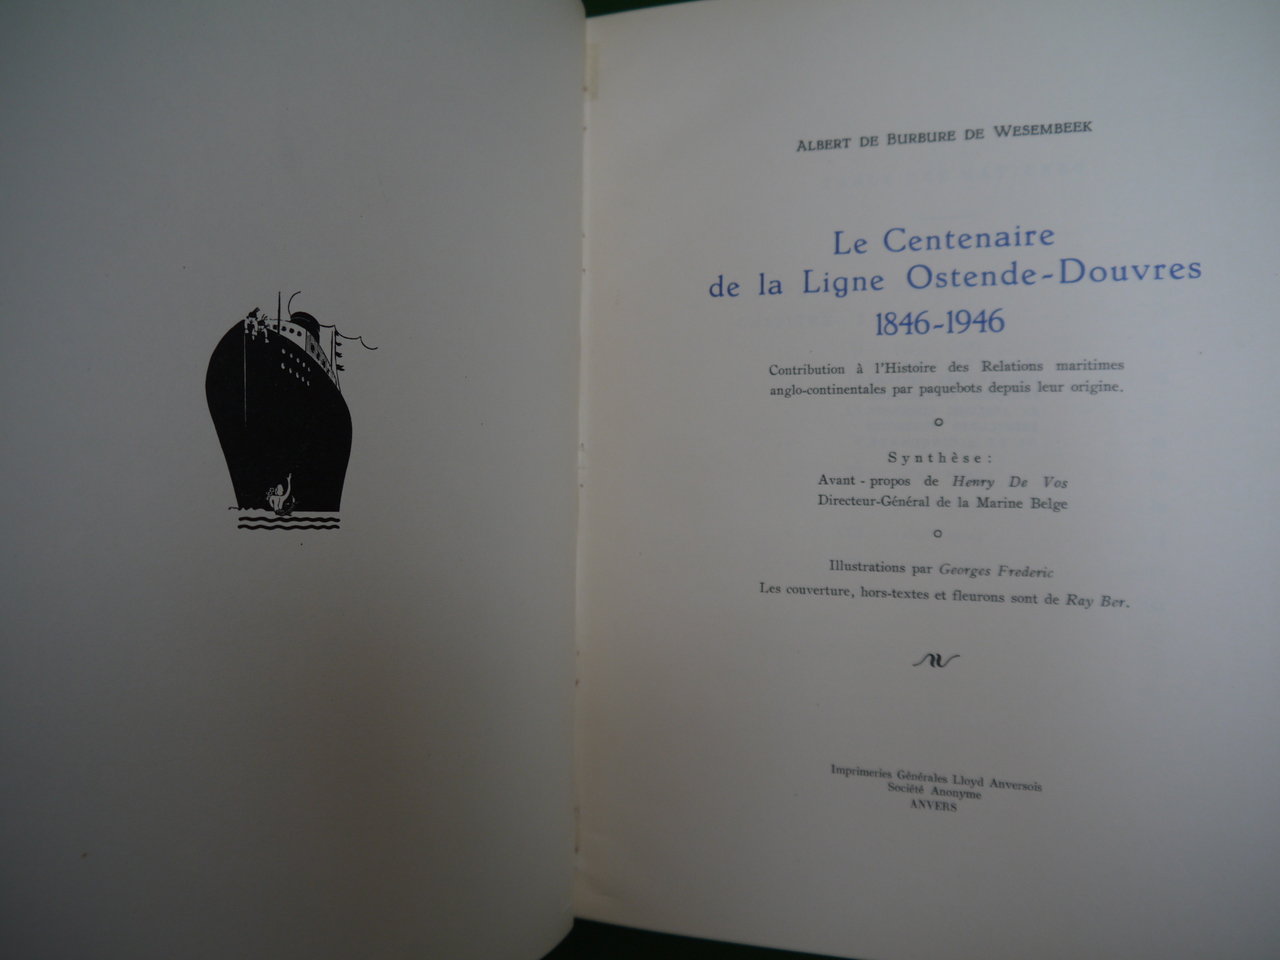 Albert de Burbure de Wesembeek
Le Centenaire
de la Ligne Ostende-Douvres
1846-1946
Contribution à l'Histoire des Relations maritimes
anglo-continentales par paquebots depuis leur origine.
Synthèse:
Avant-propos de Henry De Vos
Directeur-Général de la Marine Belge
Illustrations par Georges Frederic
Les couverture, hors-textes et fleurons sont de Ray Ber.
Imprimeries Générales Lloyd Anversois
Société Anonyme
ANVERS